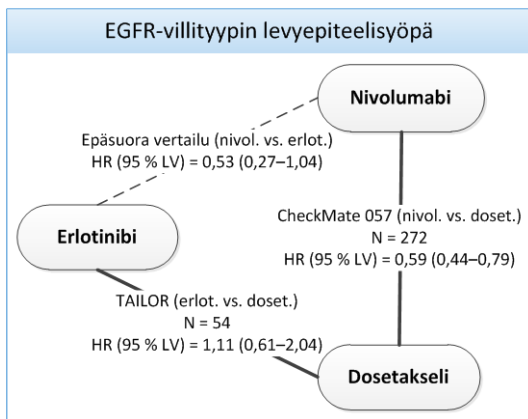 EGFR-villityypin levyepiteelisyöpä
Nivolumabi
Epäsuora vertailu (nivol. vs. erlot.)
HR (95 % LV) = 0,53 (0,27–1,04)
Erlotinibi
CheckMate 057 (nivol. vs. doset.)
N = 272
HR (95 % LV) = 0,59 (0,44–0,79)
TAILOR (erlot. vs. doset.)
N = 54
HR (95 % LV) = 1,11 (0,61–2,04)
Dosetakseli